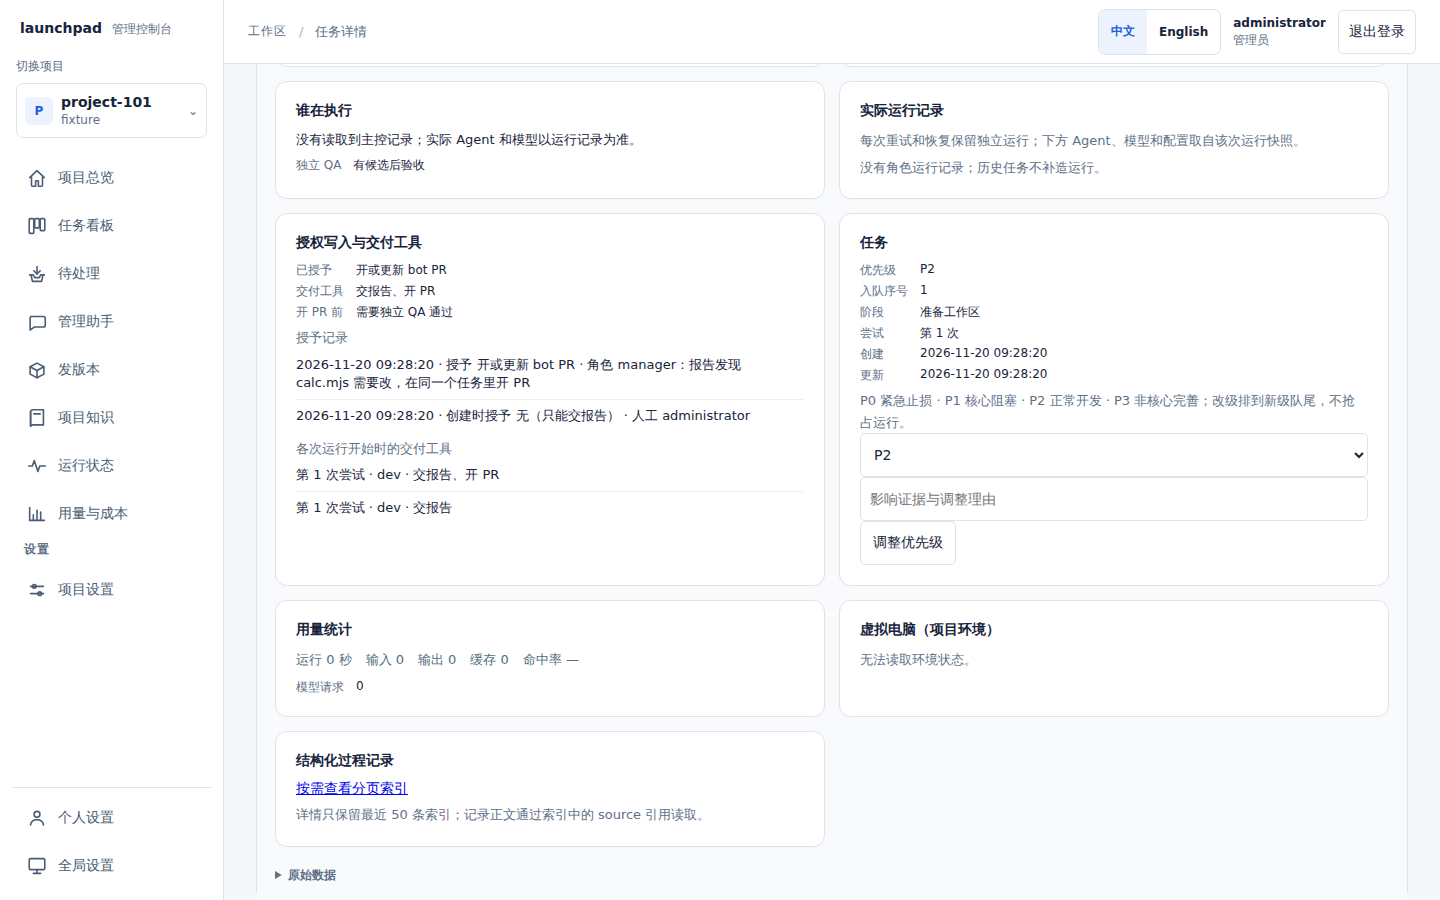 launchpad 管理控制台
切换项目
P
project-101
fixture
项目总览
任务看板
待处理
管理助手
发版本
项目知识
运行状态
用量与成本
设置
项目设置
个人设置
全局设置
工作区 / 任务详情
中文 English
administrator
管理员
退出登录
谁在执行
没有读取到主控记录；实际 Agent 和模型以运行记录为准。
独立 QA 有候选后验收
实际运行记录
每次重试和恢复保留独立运行；下方 Agent、模型和配置取自该次运行快照。
没有角色运行记录；历史任务不补造运行。
授权写入与交付工具
已授予 开或更新 bot PR
交付工具 交报告、开 PR
开 PR 前 需要独立 QA 通过
授予记录
2026-11-20 09:28:20 · 授予 开或更新 bot PR · 角色 manager：报告发现
calc.mjs 需要改，在同一个任务里开 PR
2026-11-20 09:28:20 · 创建时授予 无（只能交报告） · 人工 administrator
各次运行开始时的交付工具
第 1 次尝试 · dev · 交报告、开 PR
第 1 次尝试 · dev · 交报告
任务
优先级 P2
入队序号 1
阶段 准备工作区
尝试 第 1 次
创建 2026-11-20 09:28:20
更新 2026-11-20 09:28:20
P0 紧急止损 · P1 核心阻塞 · P2 正常开发 · P3 非核心完善；改级排到新级队尾，不抢
占运行。
P2
影响证据与调整理由
调整优先级
用量统计
运行 0 秒 输入 0 输出 0 缓存 0 命中率 —
模型请求 0
虚拟电脑（项目环境）
无法读取环境状态。
结构化过程记录
按需查看分页索引
详情只保留最近 50 条索引；记录正文通过索引中的 source 引用读取。
原始数据